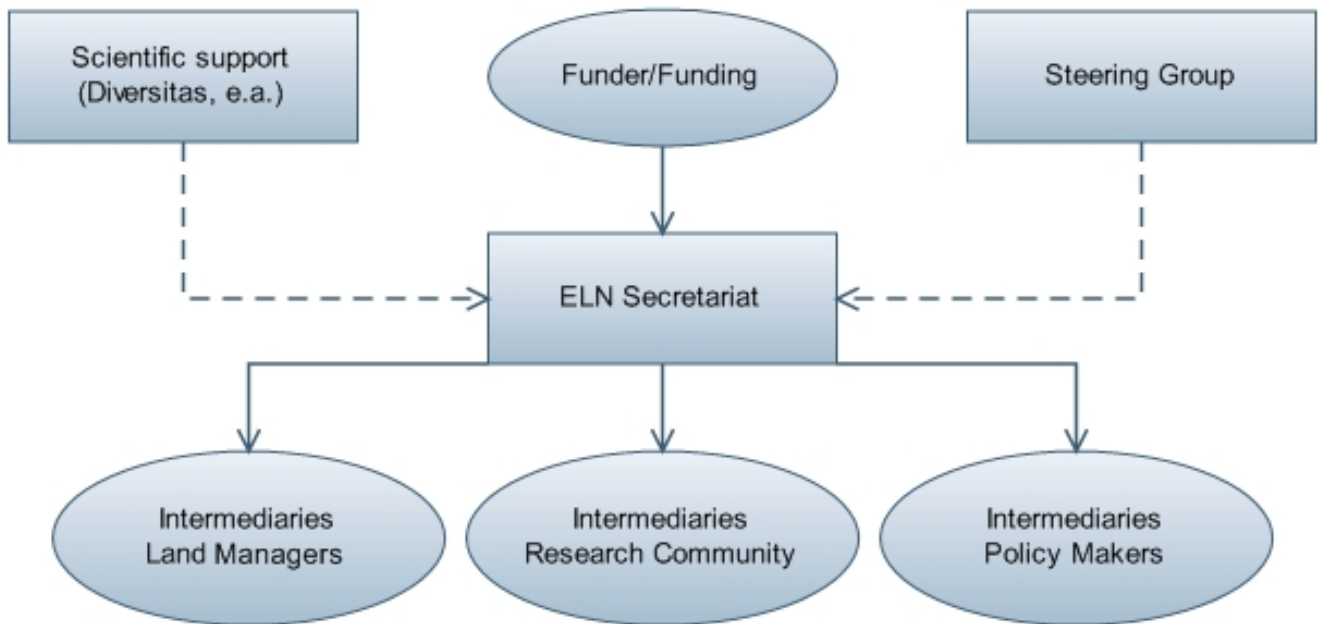 Scientific support
(Diversitas, e.a.)
Funder/Funding
Steering Group
ELN Secretariat
Intermediaries
Land Managers
Intermediaries
Research Community
Intermediaries
Policy Makers